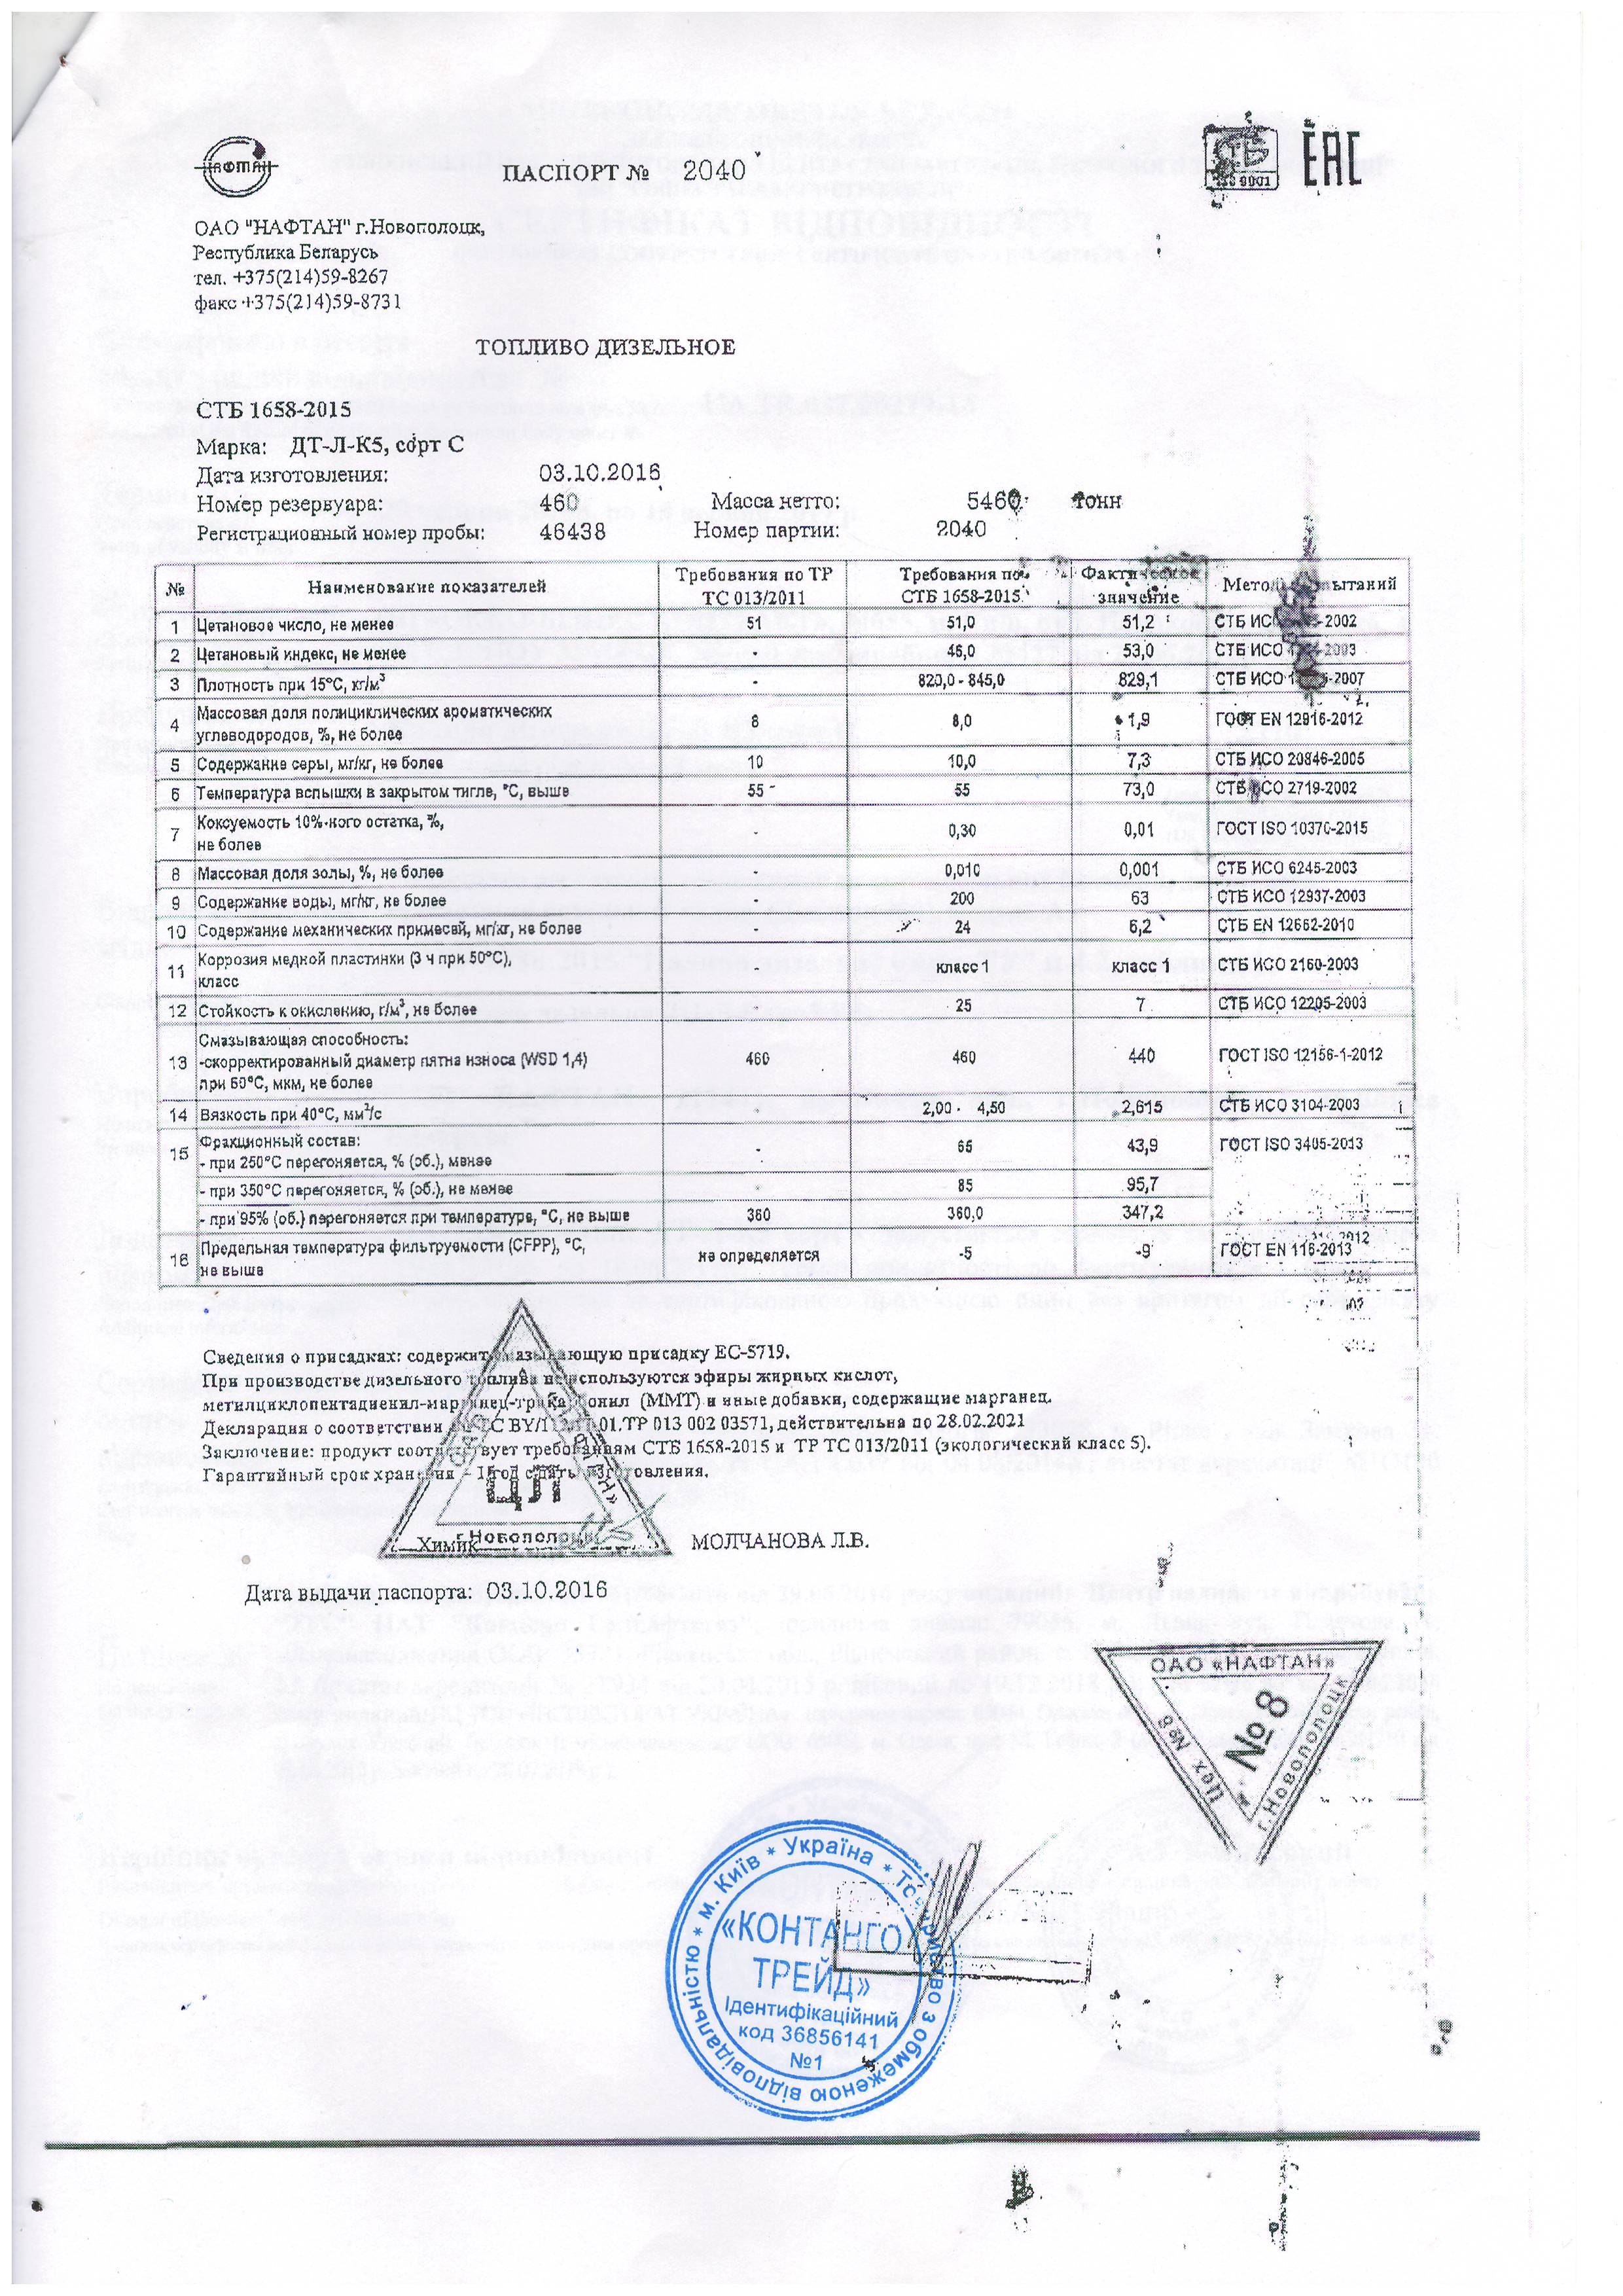 НАФТАН
ПАСПОРТ № 2040
СТБ
ISO 9001
EAC
ОАО "НАФТАН" г.Новополоцк,
Республика Беларусь
тел. +375(214)59-8267
факс +375(214)59-8731
ТОПЛИВО ДИЗЕЛЬНОЕ
СТБ 1658-2015
Марка: ДТ-Л-К5, сорт С
Дата изготовления: 03.10.2016
Номер резервуара: 460 Масса нетто: 5460 тонн
Регистрационный номер пробы: 46438 Номер партии: 2040
№ Наименование показателей Требования по ТР ТС 013/2011 Требования по СТБ 1658-2015 Фактическое значение
1 Цетановое число, не менее 51 51,0 51,2 СТБ ИСО -2002
2 Цетановый индекс, не менее - 46,0 53,0 СТБ ИСО -2003
3 Плотность при 15°С, кг/м³ - 820,0 - 845,0 829,1 СТБ ИСО -2007
4 Массовая доля полициклических ароматических
углеводородов, %, не более 8 8,0 1,9 ГОСТ EN 12916-2012
5 Содержание серы, мг/кг, не более 10 10,0 7,3 СТБ ИСО 20846-2005
6 Температура вспышки в закрытом тигле, °С, выше 55 55 73,0 СТБ ИСО 2719-2002
7 Коксуемость 10%-ного остатка, %,
не более - 0,30 0,01 ГОСТ ISO 10370-2015
8 Массовая доля золы, %, не более - 0,010 0,001 СТБ ИСО 6245-2003
9 Содержание воды, мг/кг, не более - 200 63 СТБ ИСО 12937-2003
10 Содержание механических примесей, мг/кг, не более - 24 6,2 СТБ EN 12662-2010
11 Коррозия медной пластинки (3 ч при 50°С),
класс - класс 1 класс 1 СТБ ИСО 2160-2003
12 Стойкость к окислению, г/м³, не более - 25 7 СТБ ИСО 12205-2003
13 Смазывающая способность:
-скорректированный диаметр пятна износа (WSD 1,4)
при 60°С, мкм, не более 460 460 440 ГОСТ ISO 12156-1-2012
14 Вязкость при 40°С, мм²/с - 2,00 - 4,50 2,615 СТБ ИСО 3104-2003
15 Фракционный состав:
- при 250°С перегоняется, % (об.), менее - 65 43,9 ГОСТ ISO 3405-2013
- при 350°С перегоняется, % (об.), не менее - 85 95,7
- при 95% (об.) перегоняется при температуре, °С, не выше 360 360,0 347,2
16 Предельная температура фильтруемости (CFPP), °С,
не выше не определяется -5 -9 ГОСТ EN 116-2013
Сведения о присадках: содержит смазывающую присадку ЕС-5719.
При производстве дизельного топлива не используются эфиры жирных кислот,
метилциклопентадиенил-марганец-трикарбонил (ММТ) и иные добавки, содержащие марганец.
Декларация о соответствии ТС BY/112 01.ТР 013 002 03571, действительна по 28.02.2021
Заключение: продукт соответствует требованиям СТБ 1658-2015 и ТР ТС 013/2011 (экологический класс 5).
Гарантийный срок хранения - 1 год с даты изготовления.
ЦЛ
г.Новополоцк
Химик МОЛЧАНОВА Л.В.
Дата выдачи паспорта: 03.10.2016
ОАО «НАФТАН»
№ 8
Цех №8
г.Новополоцк
* м. Київ * Україна * Товариство з обмеженою відповідальністю
«КОНТАНГО
ТРЕЙД»
Ідентифікаційний
код 36856141
№1